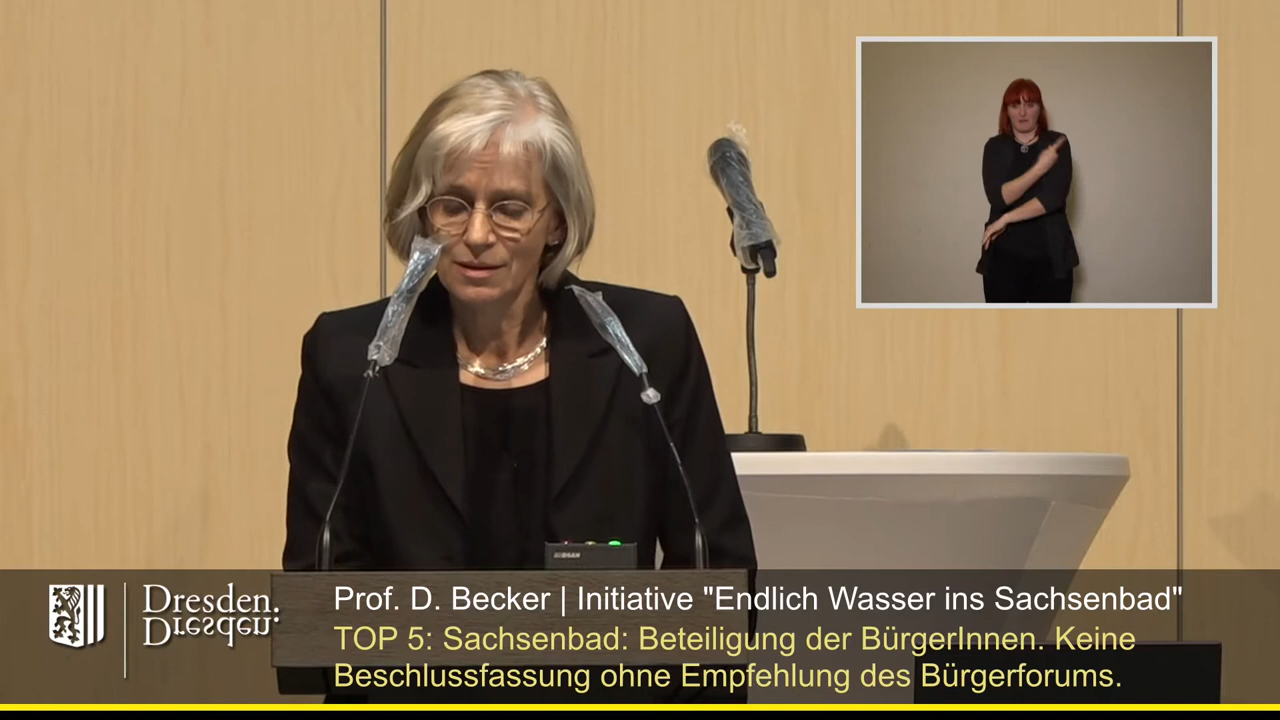 Dresden.
Dresden.
Prof. D. Becker | Initiative "Endlich Wasser ins Sachsenbad"
TOP 5: Sachsenbad: Beteiligung der BürgerInnen. Keine
Beschlussfassung ohne Empfehlung des Bürgerforums.